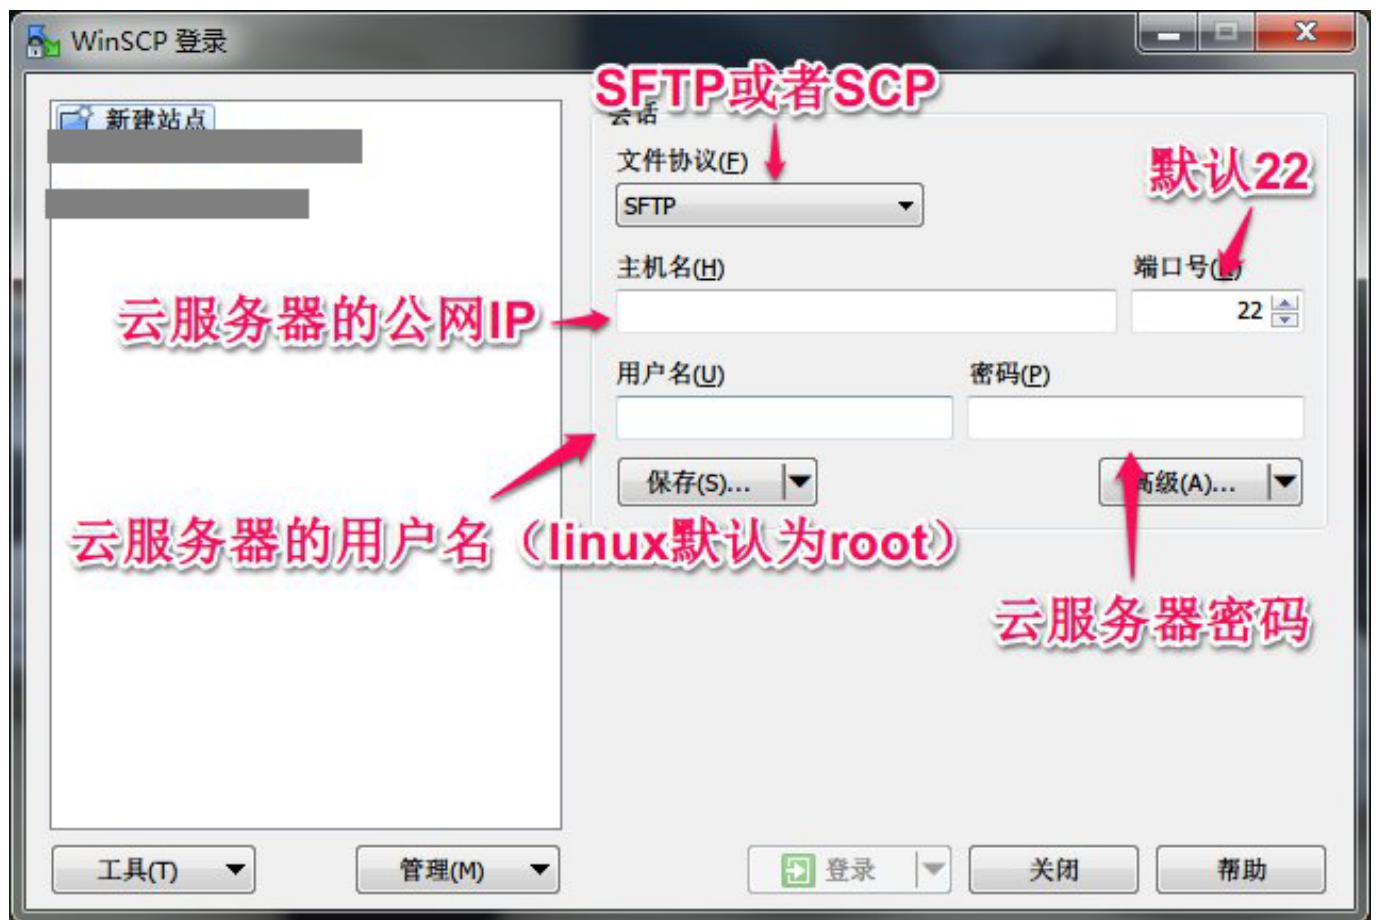 WinSCP 登录
SFTP或者SCP
新建站点
会话
文件协议(F)
默认22
SFTP
主机名(H)
端口号(R)
云服务器的公网IP
22
用户名(U)
密码(P)
保存(S)...
高级(A)...
云服务器的用户名（linux默认为root）
云服务器密码
工具(T)
管理(M)
登录
关闭
帮助